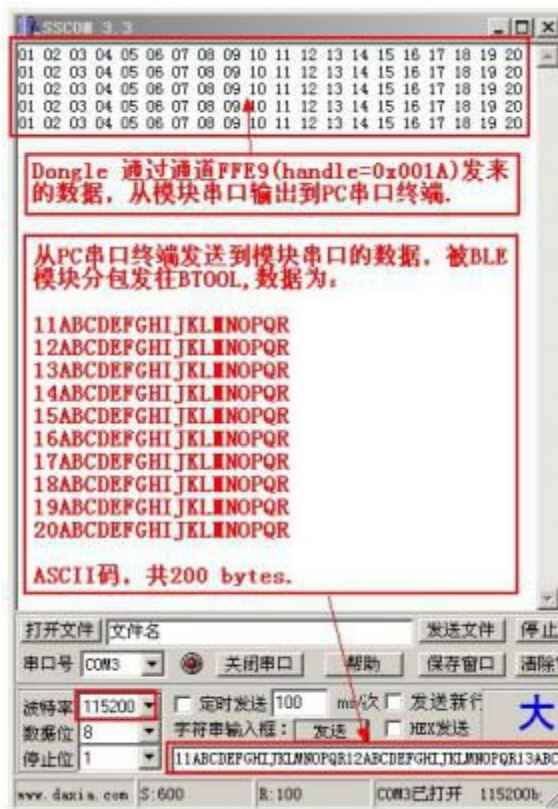 SSCOM 3.3
01 02 03 04 05 06 07 08 09 10 11 12 13 14 15 16 17 18 19 20
01 02 03 04 05 06 07 08 09 10 11 12 13 14 15 16 17 18 19 20
01 02 03 04 05 06 07 08 09 10 11 12 13 14 15 16 17 18 19 20
01 02 03 04 05 06 07 08 09 10 11 12 13 14 15 16 17 18 19 20
01 02 03 04 05 06 07 08 09 10 11 12 13 14 15 16 17 18 19 20
Dongle 通过通道FFE9(handle=0x001A)发来
的数据，从模块串口输出到PC串口终端.
从PC串口终端发送到模块串口的数据，被BLE
模块分包发往BTOOL,数据为：
11ABCDEFGHIJKLMNOPQR
12ABCDEFGHIJKLMNOPQR
13ABCDEFGHIJKLMNOPQR
14ABCDEFGHIJKLMNOPQR
15ABCDEFGHIJKLMNOPQR
16ABCDEFGHIJKLMNOPQR
17ABCDEFGHIJKLMNOPQR
18ABCDEFGHIJKLMNOPQR
19ABCDEFGHIJKLMNOPQR
20ABCDEFGHIJKLMNOPQR
ASCII码，共200 bytes.
打开文件 文件名 发送文件 停止
串口号 COM3 关闭串口 帮助 保存窗口 清除
波特率 115200 定时发送 100 ms/次 发送新行 大
数据位 8 字符串输入框： 发送 HEX发送
停止位 1 11ABCDEFGHIJKLMNOPQR12ABCDEFGHIJKLMNOPQR13ABC
www.daxia.com S:600 R:100 COM3已打开 115200b